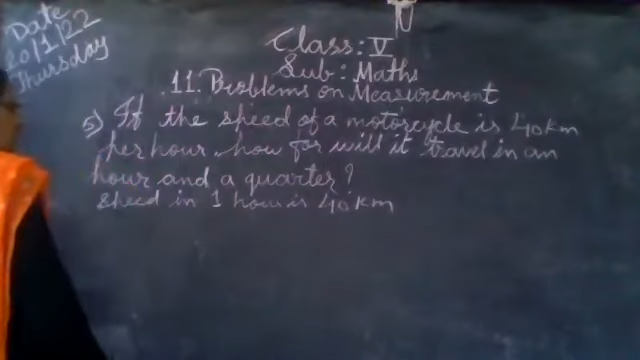 Date
20/1/22
Thursday
Class: V
Sub: Maths
11. Problems on Measurement
5) If the speed of a motorcycle is 40 km
per hour, how far will it travel in an
hour and a quarter?
Speed in 1 hour is 40 km